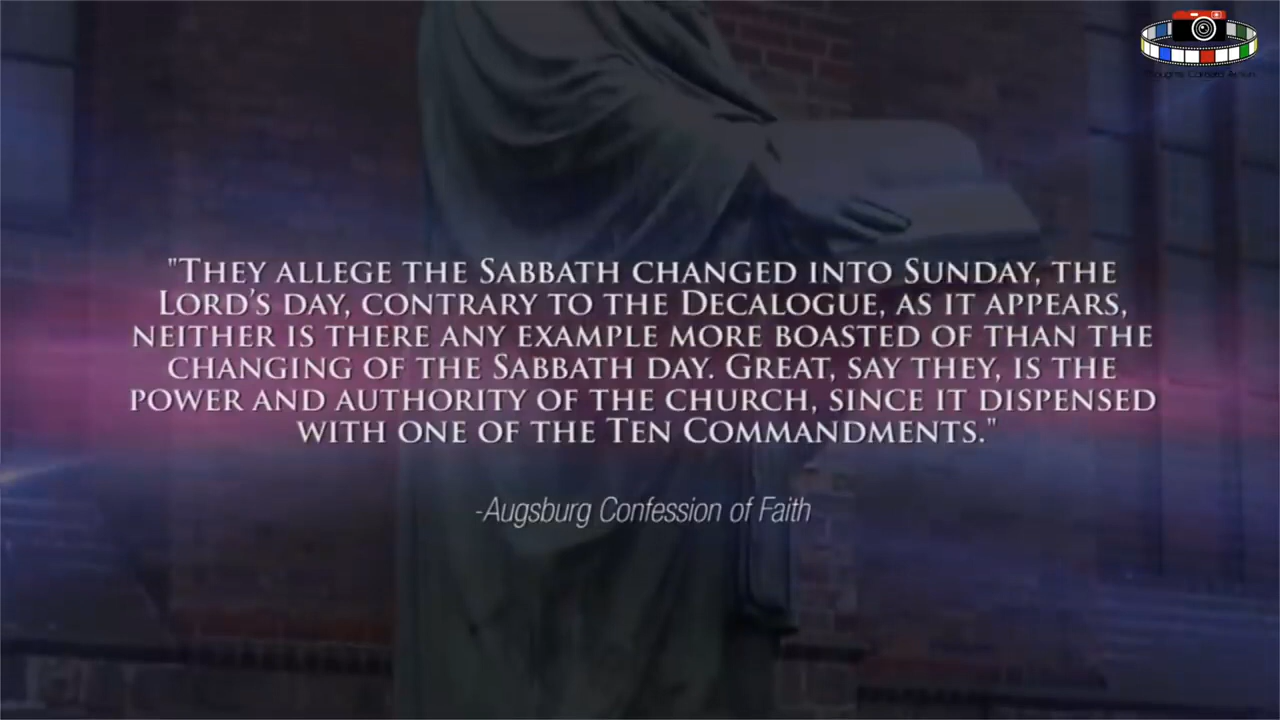 "They allege the Sabbath changed into Sunday, the
Lord's day, contrary to the Decalogue, as it appears,
neither is there any example more boasted of than the
changing of the Sabbath day. Great, say they, is the
power and authority of the church, since it dispensed
with one of the Ten Commandments."
-Augsburg Confession of Faith